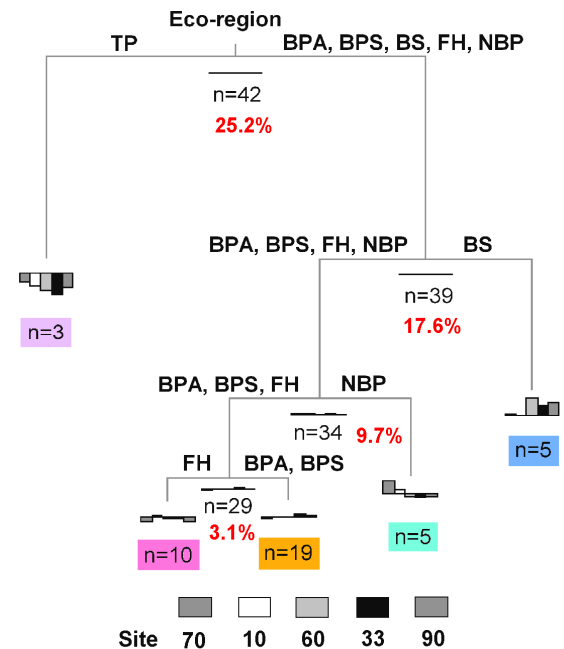 Eco-region
TP BPA, BPS, BS, FH, NBP
n=42
25.2%
BPA, BPS, FH, NBP BS
n=39
17.6%
n=3
BPA, BPS, FH NBP
n=34 9.7%
n=5
FH BPA, BPS
n=29
3.1%
n=5
n=10 n=19
Site 70 10 60 33 90